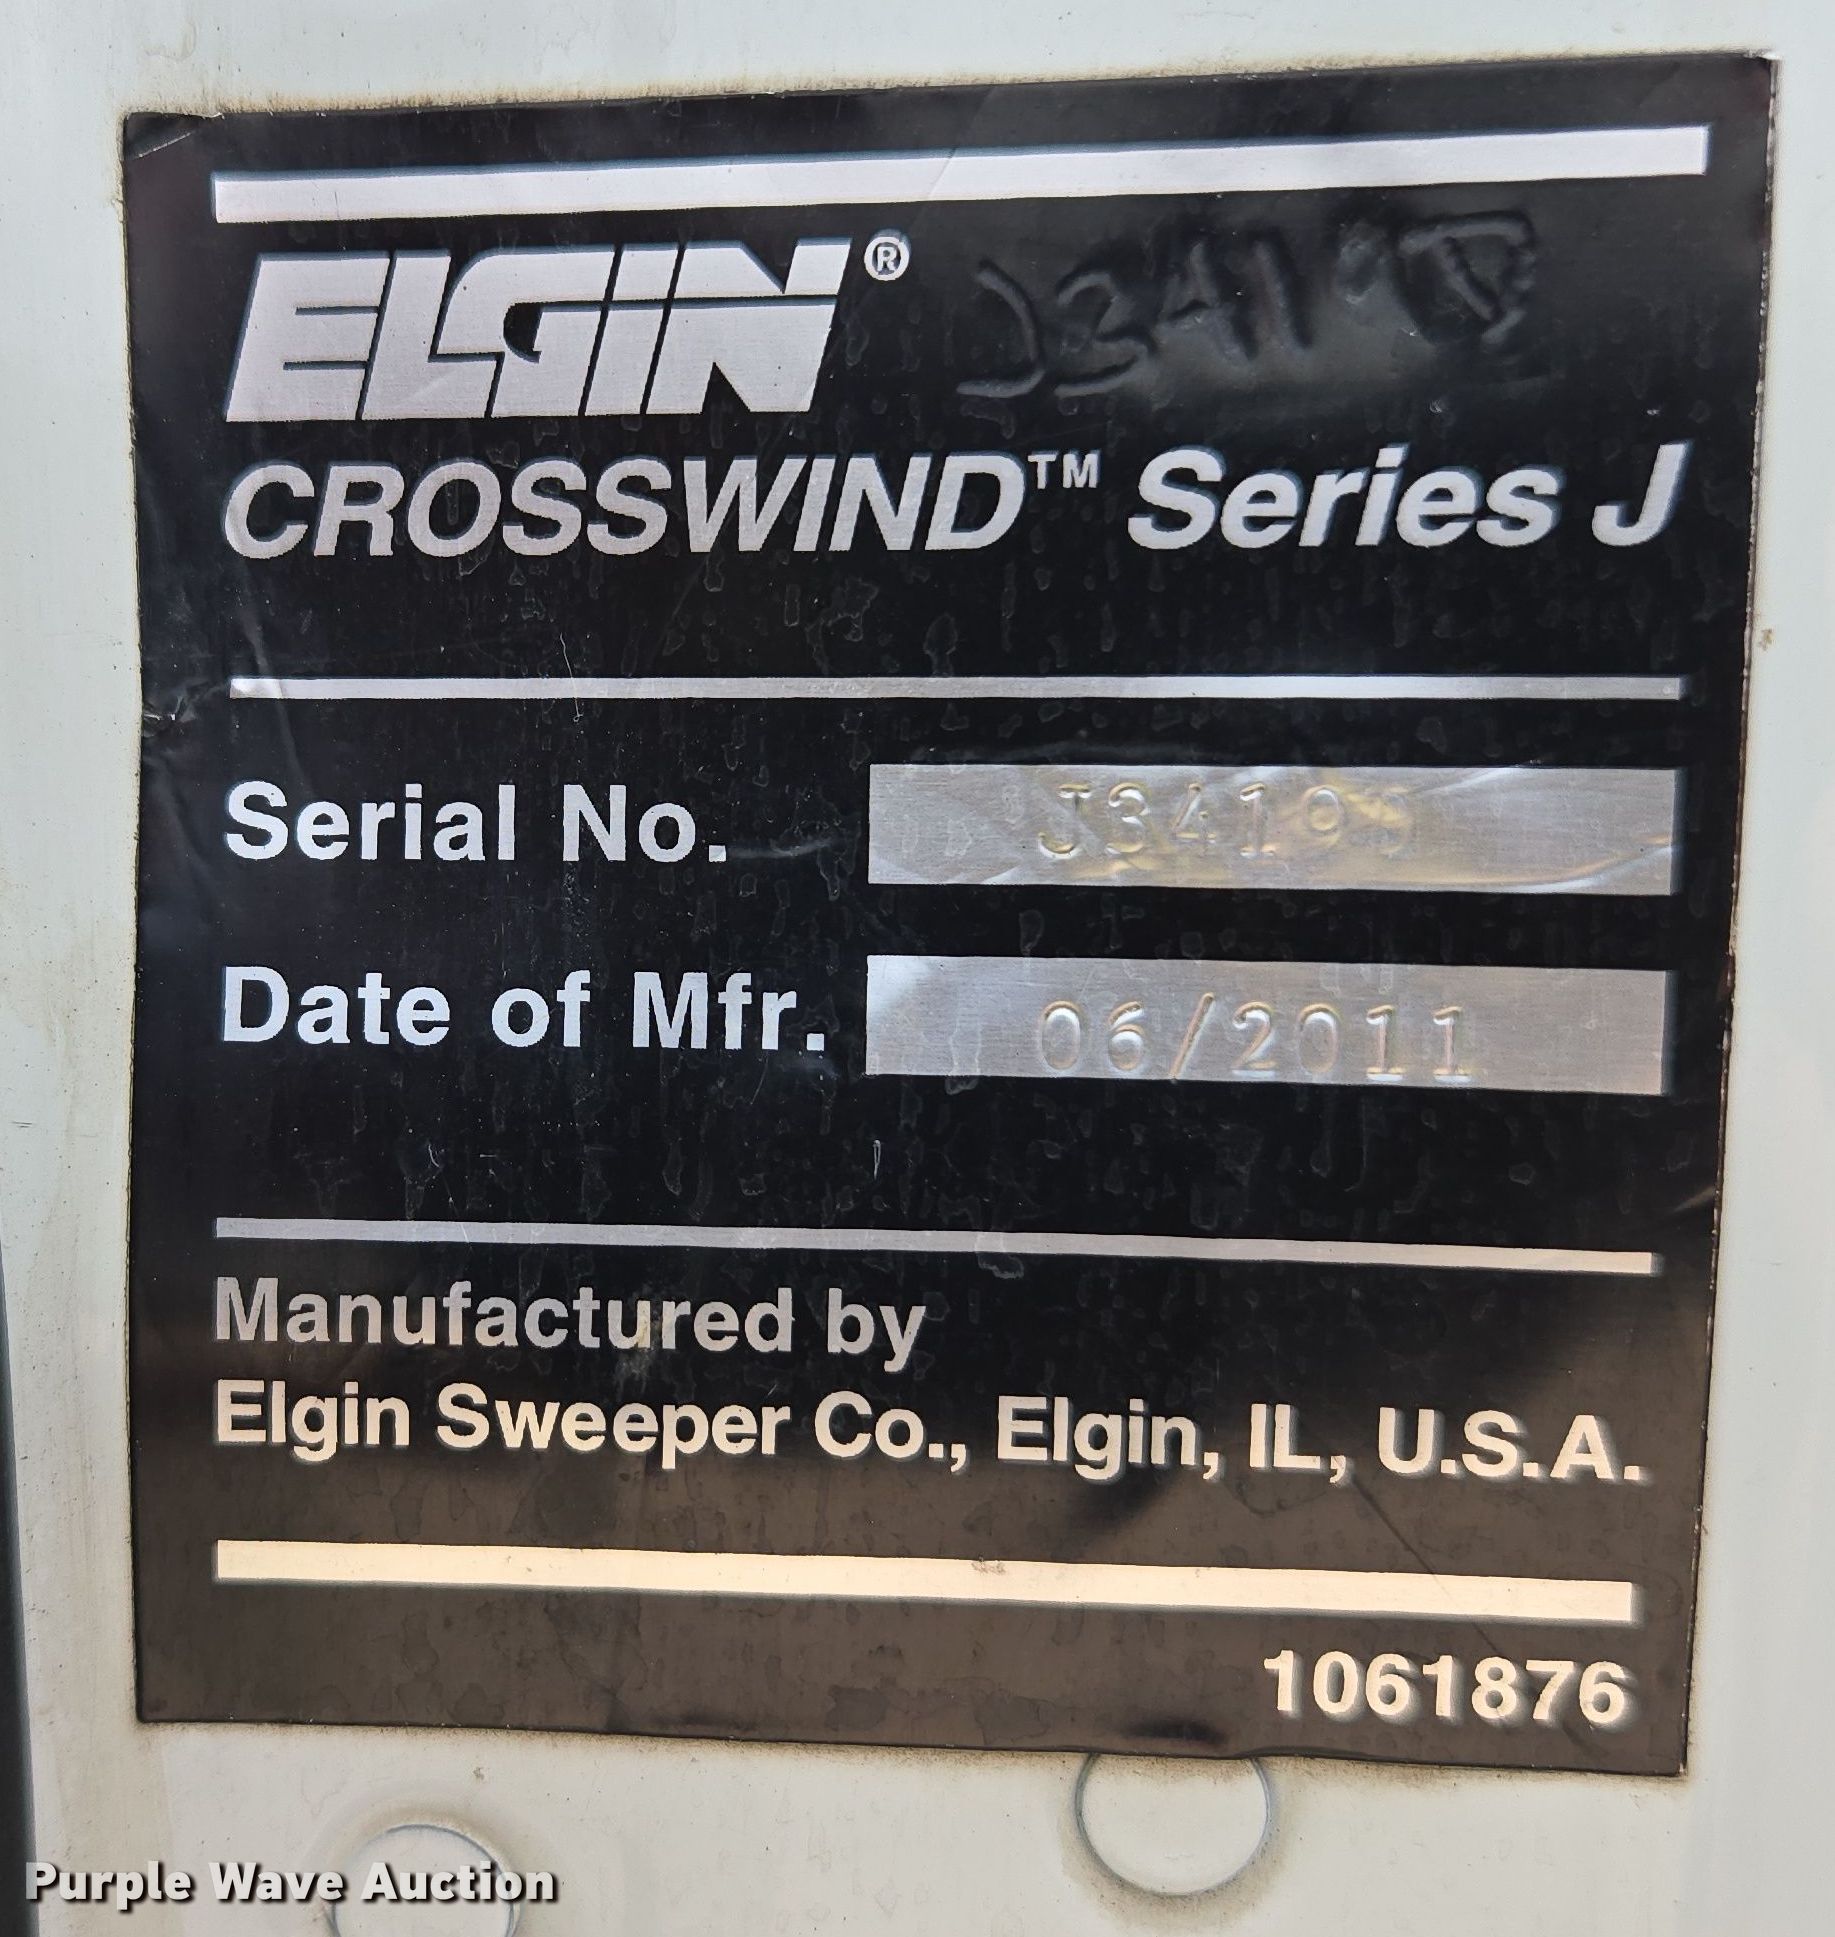 ELGIN®
CROSSWIND™ Series J
Serial No.
Date of Mfr. 06/2011
Manufactured by
Elgin Sweeper Co., Elgin, IL, U.S.A.
1061876
Purple Wave Auction